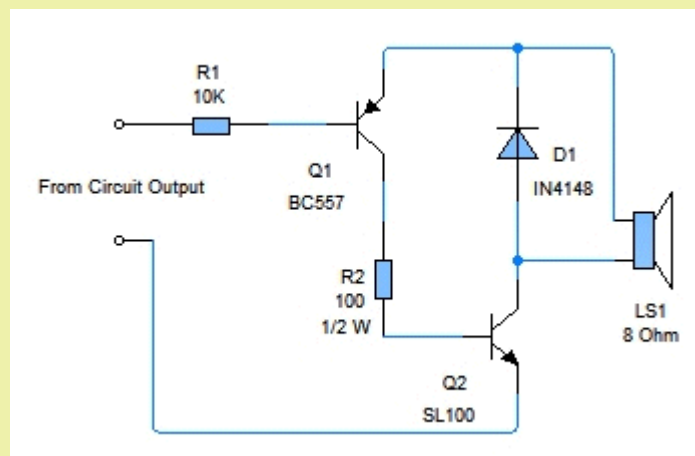 R1
10K
From Circuit Output
Q1
BC557
D1
IN4148
R2
100
1/2 W
LS1
8 Ohm
Q2
SL100